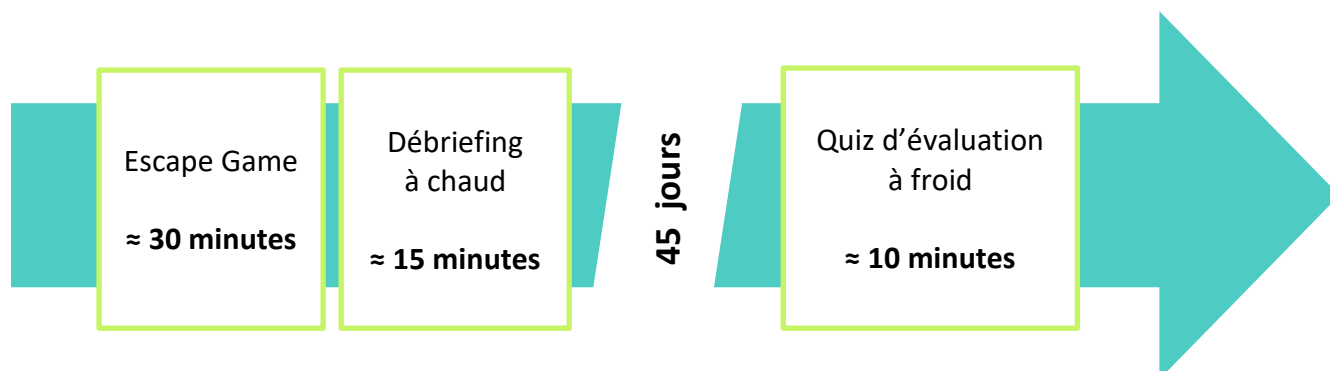 Escape Game
≈ 30 minutes
Débriefing
à chaud
≈ 15 minutes
45 jours
Quiz d’évaluation
à froid
≈ 10 minutes